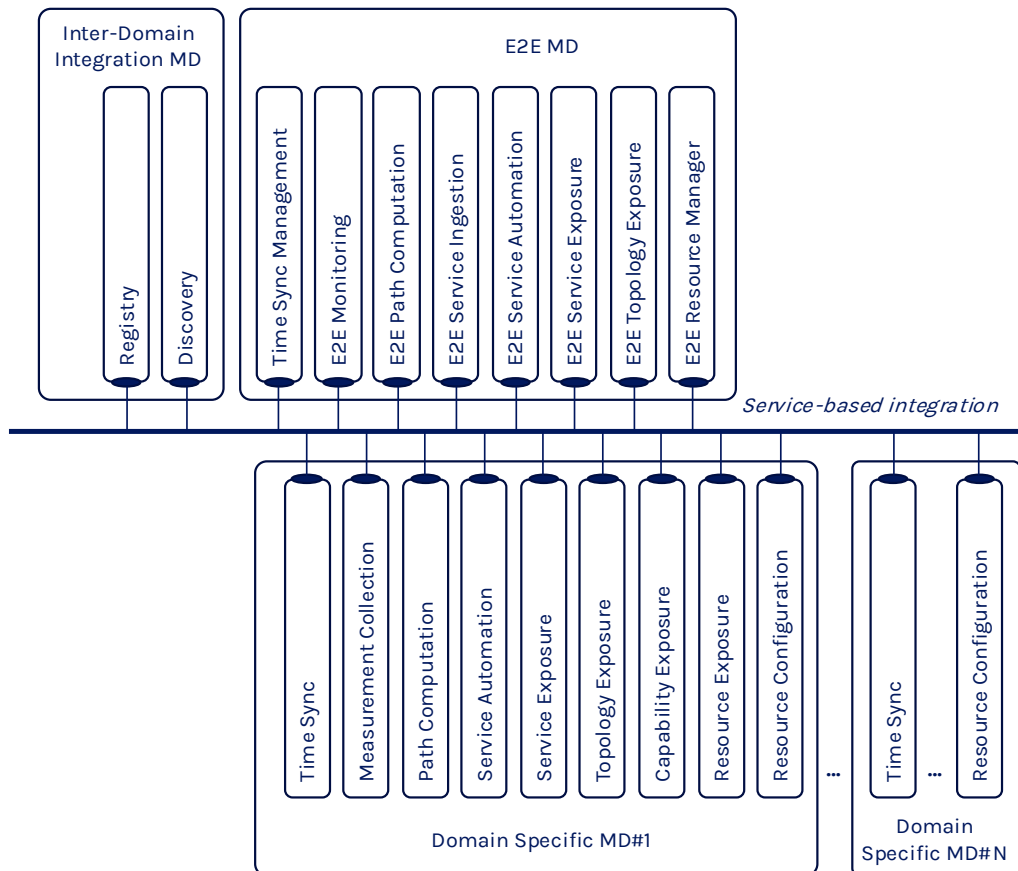 Inter-Domain
Integration MD
E2E MD
Registry
Discovery
Time Sync Management
E2E Monitoring
E2E Path Computation
E2E Service Ingestion
E2E Service Automation
E2E Service Exposure
E2E Topology Exposure
E2E Resource Manager
Service-based integration
Time Sync
Measurement Collection
Path Computation
Service Automation
Service Exposure
Topology Exposure
Capability Exposure
Resource Exposure
Resource Configuration
...
Time Sync
...
Resource Configuration
Domain Specific MD#1
Domain
Specific MD#N